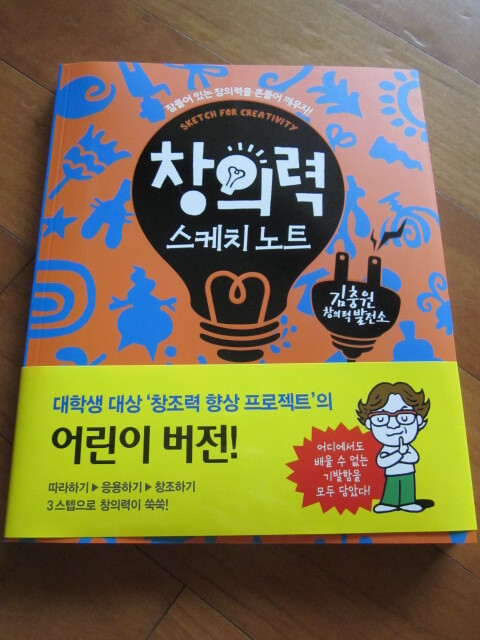 잠들어 있는 창의력을 흔들어 깨우자!
SKETCH FOR CREATIVITY
창의력
스케치 노트
김충원
창의력 발전소
대학생 대상 '창조력 향상 프로젝트'의
어린이 버전!
따라하기 ▶ 응용하기 ▶ 창조하기
3스텝으로 창의력이 쑥쑥!
어디에서도
배울 수 없는
기발함을
모두 담았다!